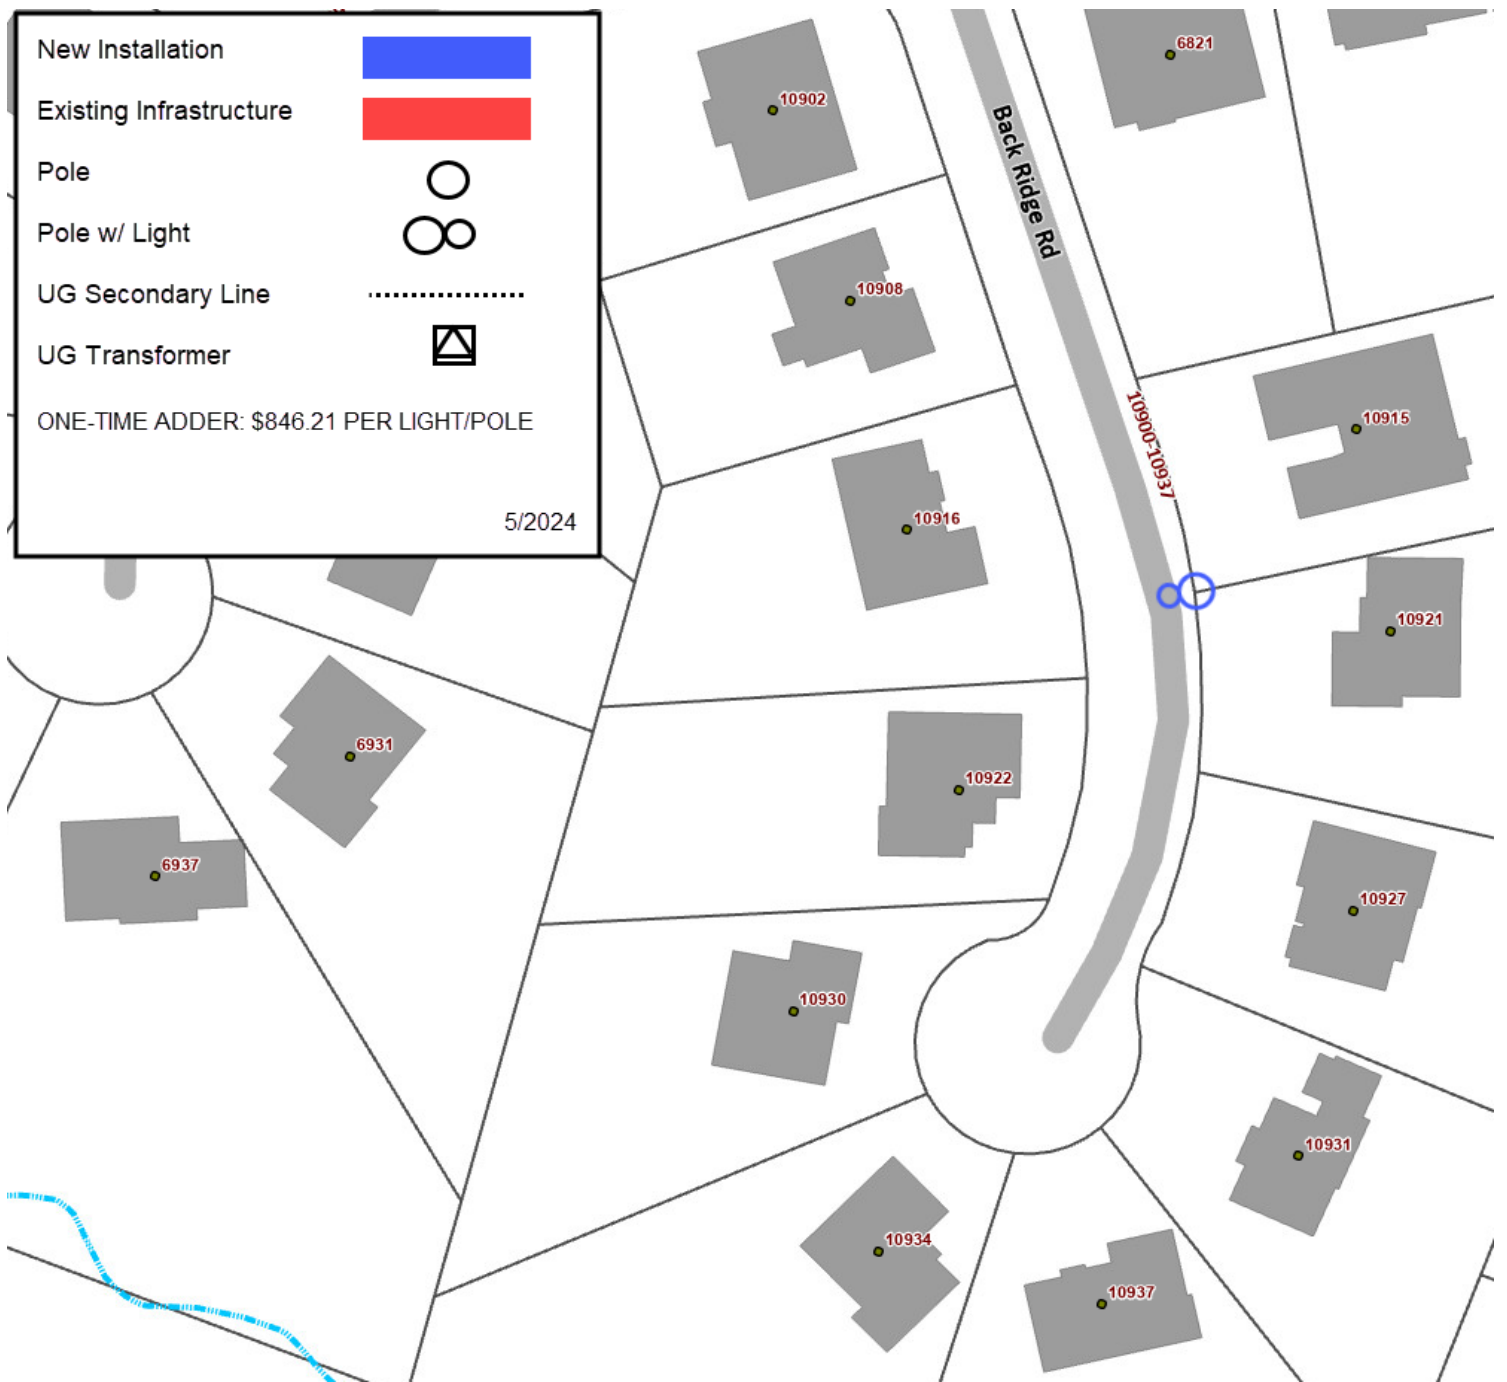 New Installation
Existing Infrastructure
Pole
Pole w/ Light
UG Secondary Line
UG Transformer
ONE-TIME ADDER: $846.21 PER LIGHT/POLE
5/2024
6821
10902
Back Ridge Rd
10908
10900-10937
10915
10916
10921
6931
10922
6937
10927
10930
10931
10934
10937